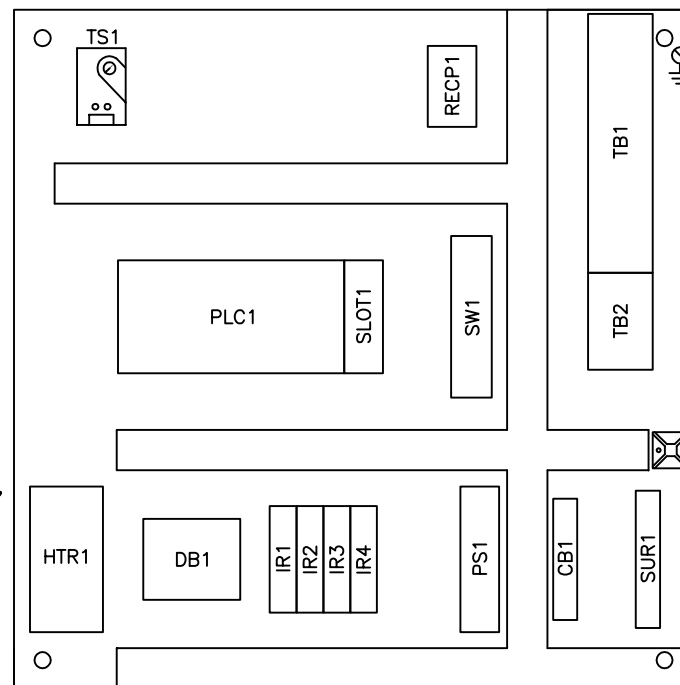 TS1
RECP1
TB1
PLC1
SLOT1
SW1
TB2
HTR1
DB1
IR1
IR2
IR3
IR4
PS1
CB1
SUR1